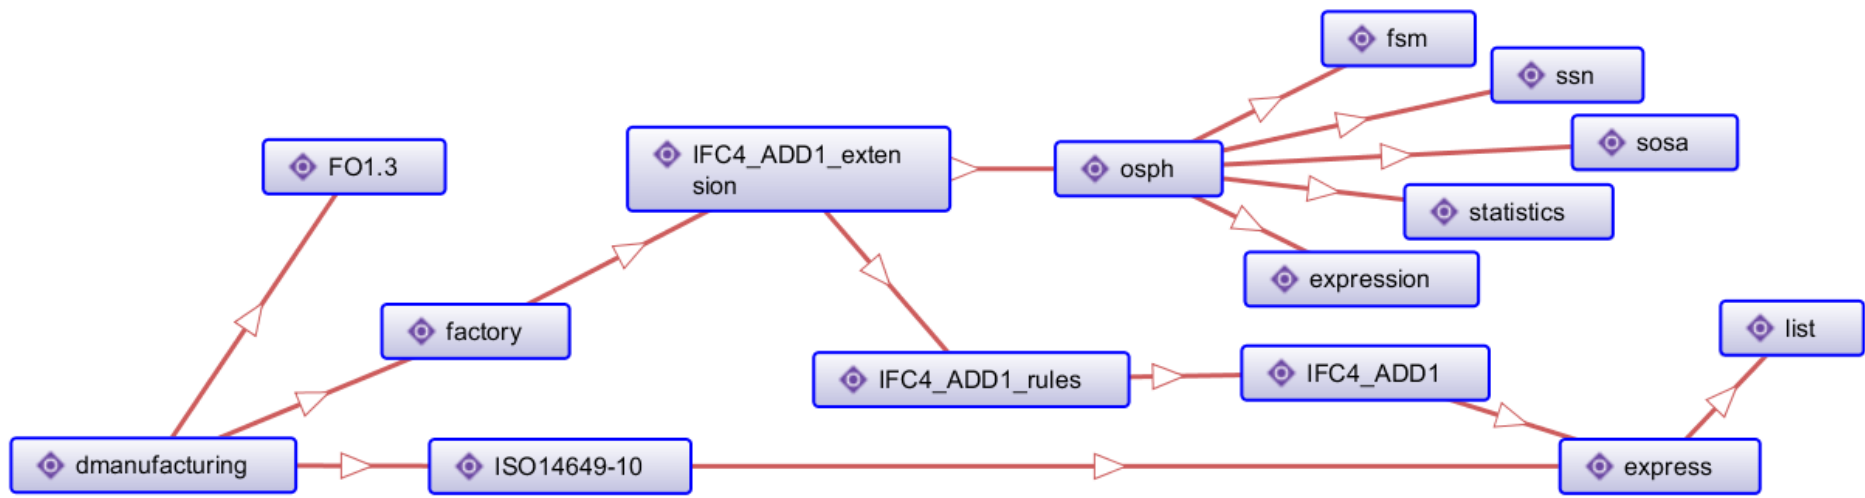 fsm
ssn
sosa
FO1.3
IFC4_ADD1_exten
sion
osph
statistics
expression
factory
list
IFC4_ADD1_rules
IFC4_ADD1
dmanufacturing
ISO14649-10
express